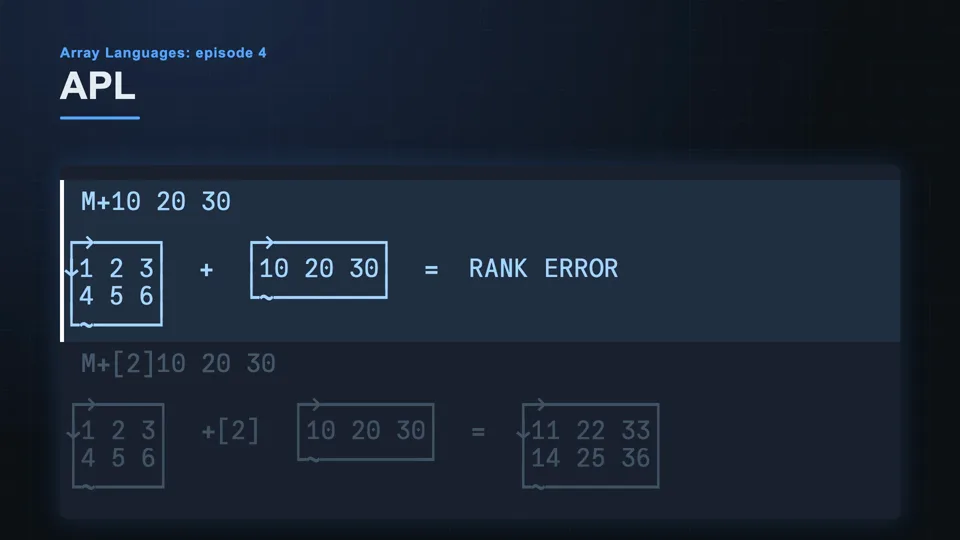 Array Languages: episode 4
APL
M+10 20 30
1 2 3 + 10 20 30 = RANK ERROR
4 5 6
M+[2]10 20 30
1 2 3 +[2] 10 20 30 = 11 22 33
4 5 6 14 25 36